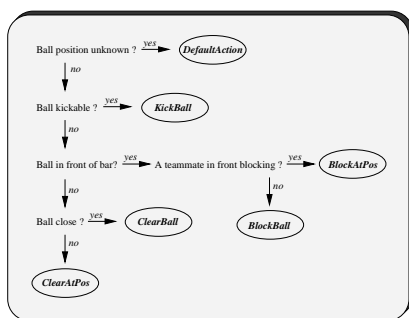 Ball position unknown ? yes DefaultAction
no
Ball kickable ? yes KickBall
no
Ball in front of bar? yes A teammate in front blocking ? yes BlockAtPos
no no
Ball close ? yes ClearBall BlockBall
no
ClearAtPos